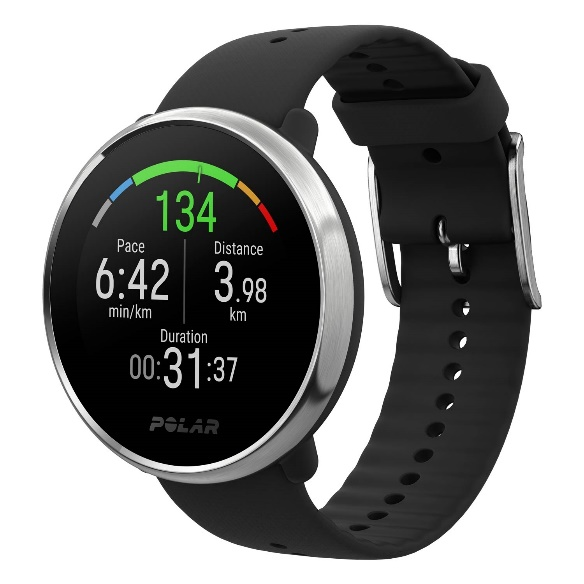 134
Pace
6:42
min/km
Distance
3.98
km
Duration
00:31:37
POLAR